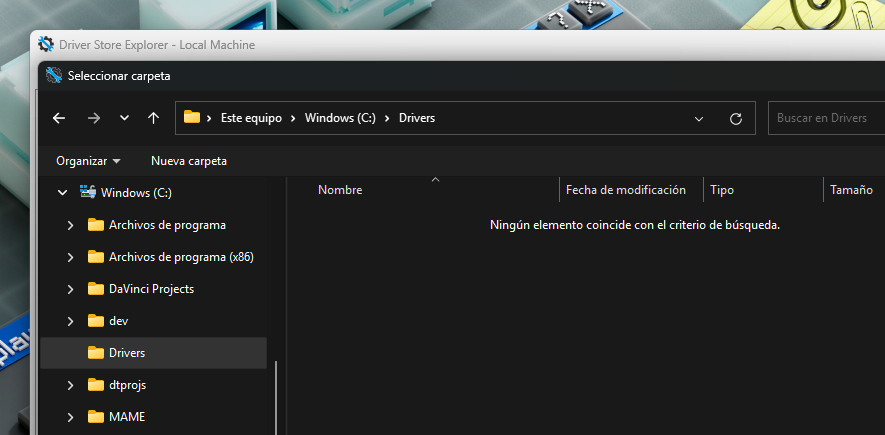 Driver Store Explorer - Local Machine
Seleccionar carpeta
Este equipo > Windows (C:) > Drivers
Buscar en Drivers
Organizar
Nueva carpeta
Windows (C:)
Archivos de programa
Archivos de programa (x86)
DaVinci Projects
dev
Drivers
dtprojs
MAME
Nombre
Fecha de modificación
Tipo
Tamaño
Ningún elemento coincide con el criterio de búsqueda.